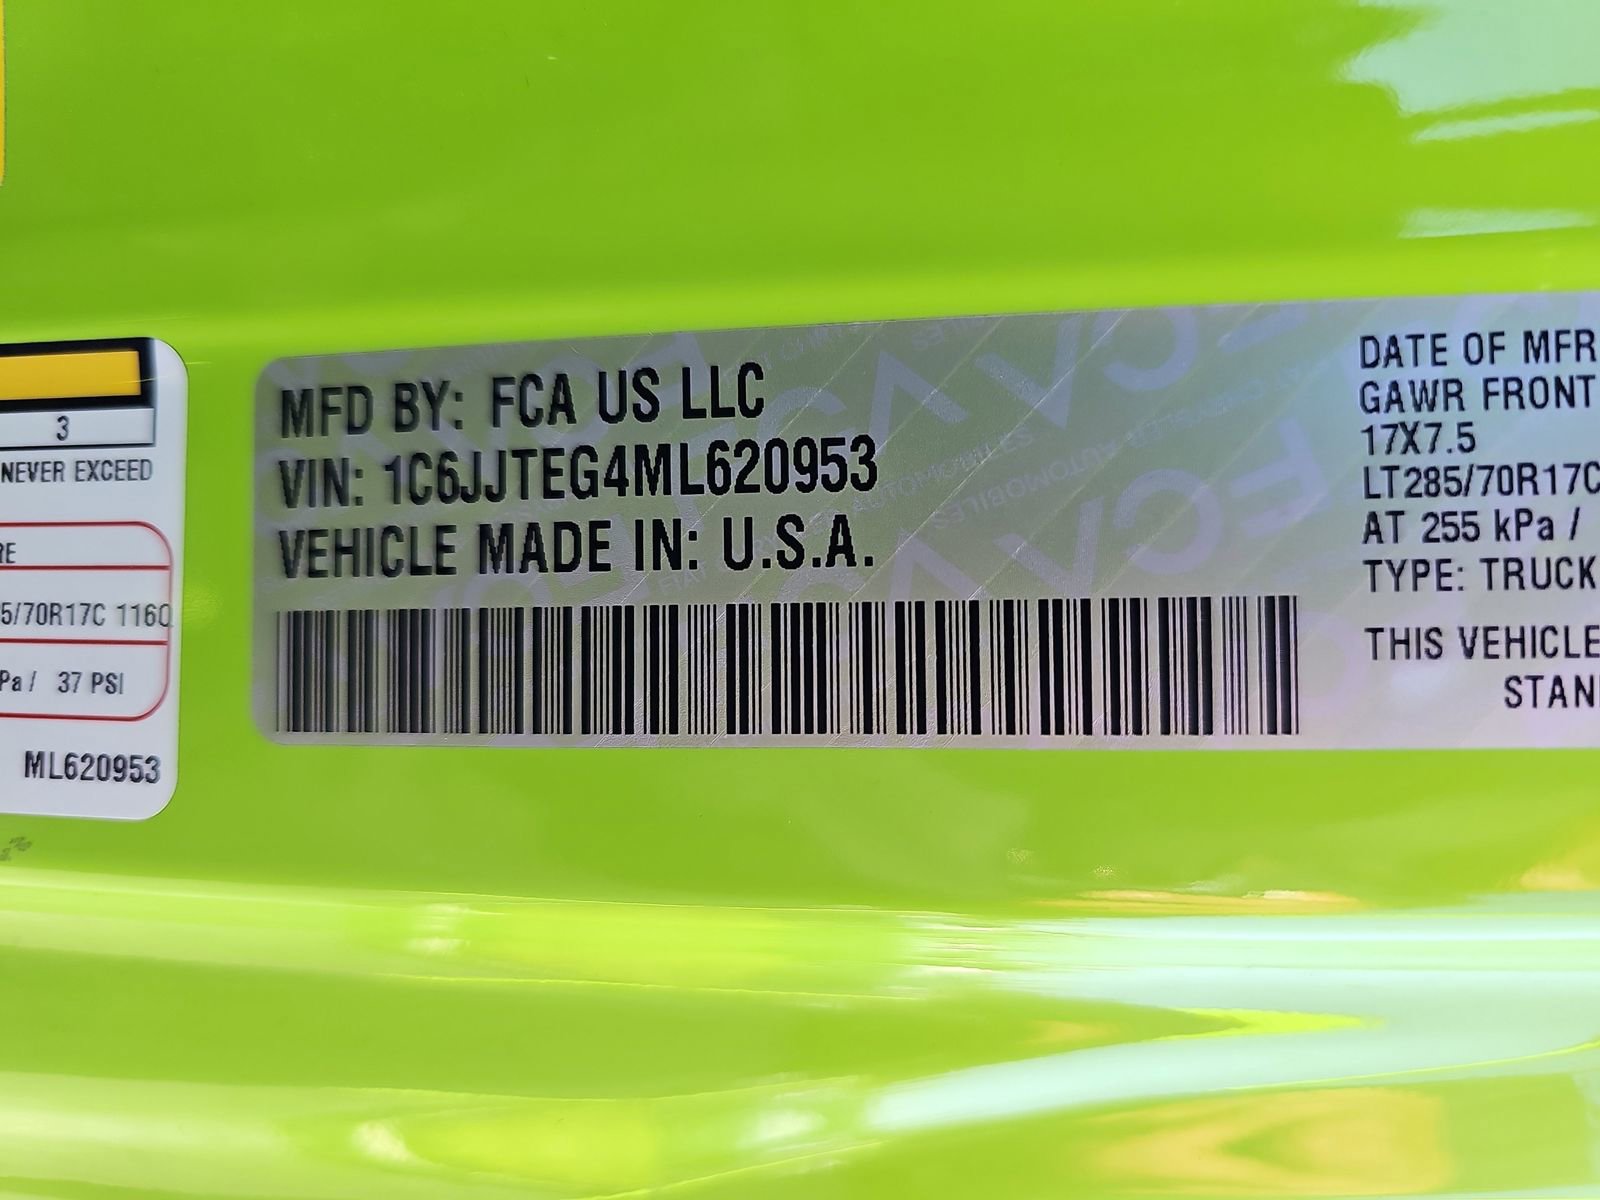 3
NEVER EXCEED
RE
5/70R17C 116Q
Pa / 37 PSI
ML620953
MFD BY: FCA US LLC
VIN: 1C6JJTEG4ML620953
VEHICLE MADE IN: U.S.A.
DATE OF MFR
GAWR FRONT
17X7.5
LT285/70R17C
AT 255 kPa /
TYPE: TRUCK
THIS VEHICLE
STAN